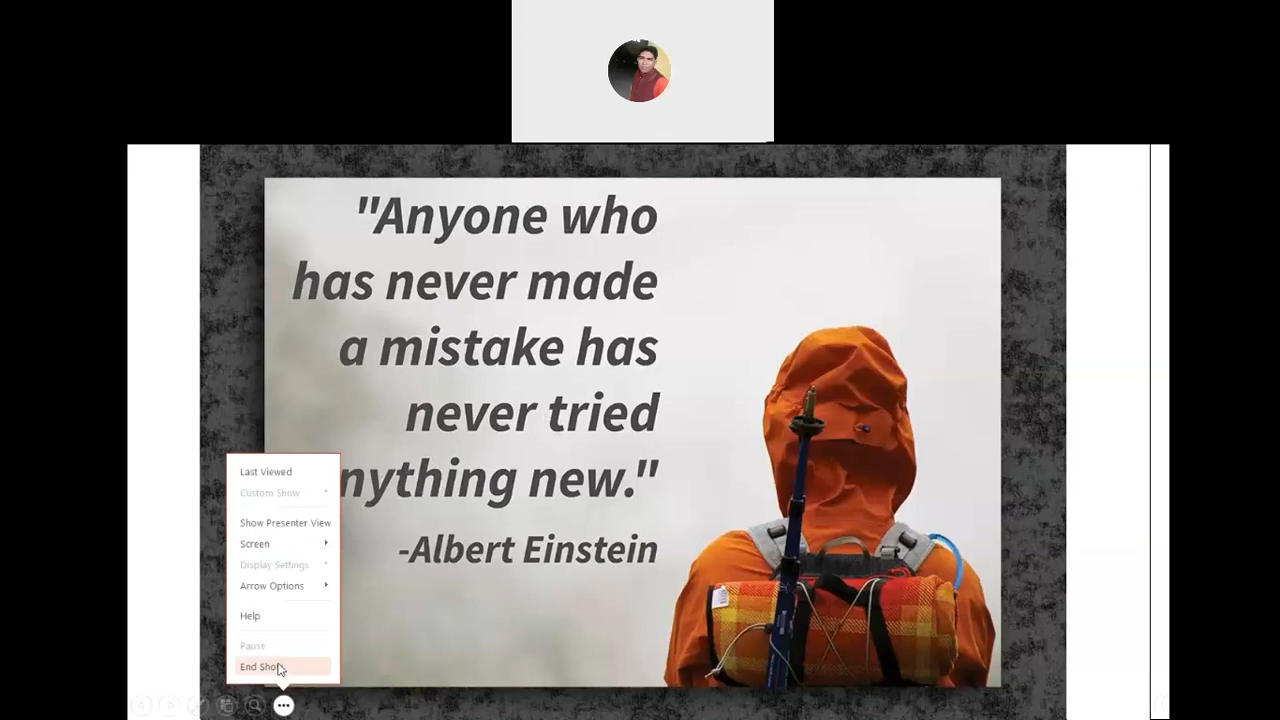 "Anyone who
has never made
a mistake has
never tried
nything new."
-Albert Einstein
Last Viewed
Custom Show
Show Presenter View
Screen
Display Settings
Arrow Options
Help
Pause
End Sho